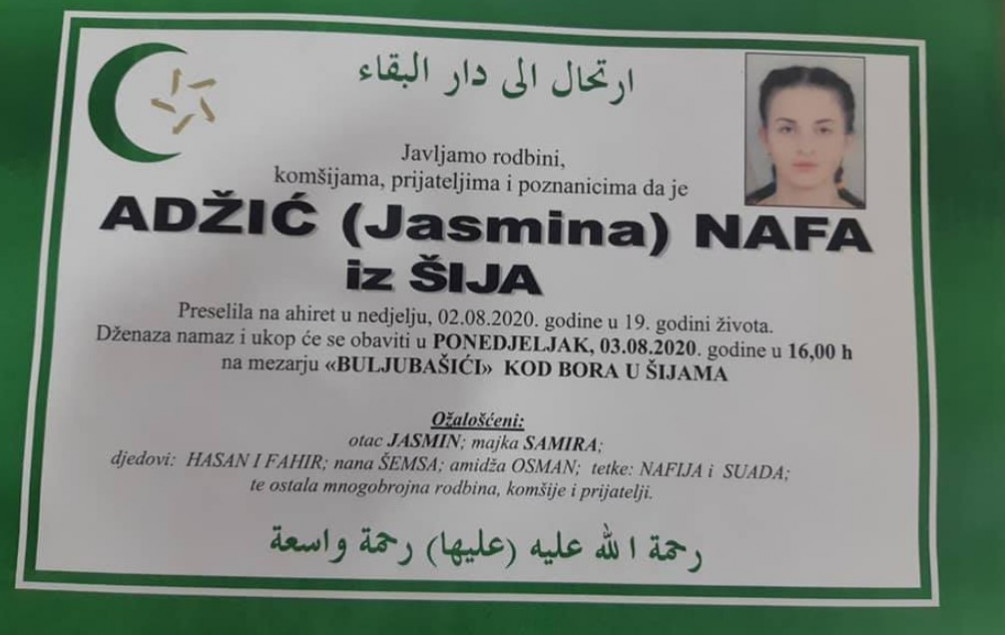 ارتحال الى دار البقاء
Javljamo rodbini,
komšijama, prijateljima i poznanicima da je
ADŽIĆ (Jasmina) NAFA
iz ŠIJA
Preselila na ahiret u nedjelju, 02.08.2020. godine u 19. godini života.
Dženaza namaz i ukop će se obaviti u PONEDJELJAK, 03.08.2020. godine u 16,00 h
na mezarju «BULJUBAŠIĆI» KOD BORA U ŠIJAMA
Ožalošćeni:
otac JASMIN; majka SAMIRA;
djedovi: HASAN I FAHIR; nana ŠEMSA; amidža OSMAN; tetke: NAFIJA i SUADA;
te ostala mnogobrojna rodbina, komšije i prijatelji.
رحمة الله عليه (عليها) رحمة واسعة